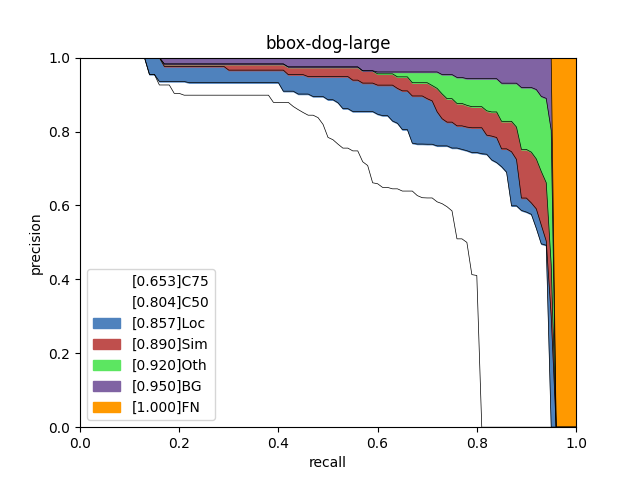 bbox-dog-large
1.0
0.8
0.6
0.4
0.2
0.0
precision
[0.653]C75
[0.804]C50
[0.857]Loc
[0.890]Sim
[0.920]Oth
[0.950]BG
[1.000]FN
0.0 0.2 0.4 0.6 0.8 1.0
recall